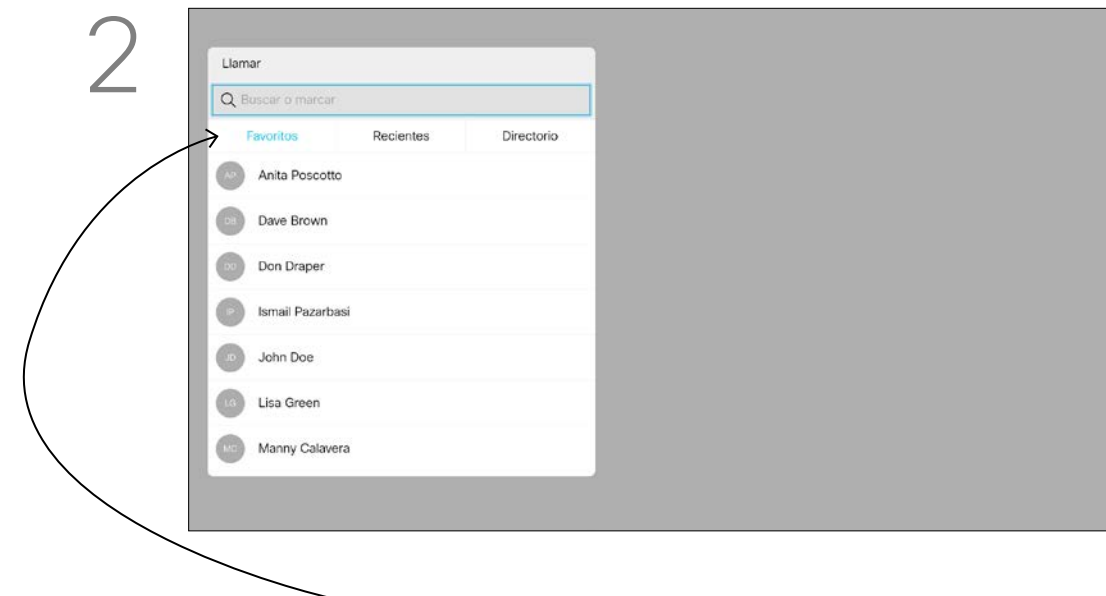 2
Llamar
Buscar o marcar
Favoritos Recientes Directorio
AP Anita Poscotto
DB Dave Brown
DD Don Draper
IP Ismail Pazarbasi
JD John Doe
LG Lisa Green
MC Manny Calavera